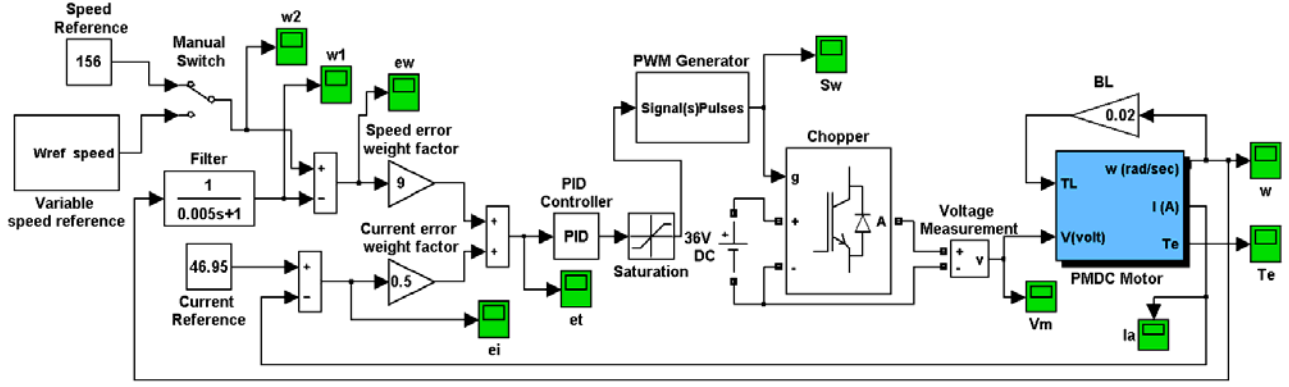 Speed
Reference
156
Manual
Switch
w2
w1
ew
Wref speed
Variable
speed reference
Filter
1
0.005s+1
+
−
Speed error
weight factor
9
Current error
weight factor
0.5
46.95
Current
Reference
+
−
ei
+
+
et
PID
Controller
PID
Saturation
PWM Generator
Signal(s)Pulses
Sw
36V
DC
+
Chopper
g
+
-
A
Voltage
Measurement
+
-
v
Vm
BL
0.02
TL
V(volt)
w (rad/sec)
I (A)
Te
PMDC Motor
w
Te
Ia